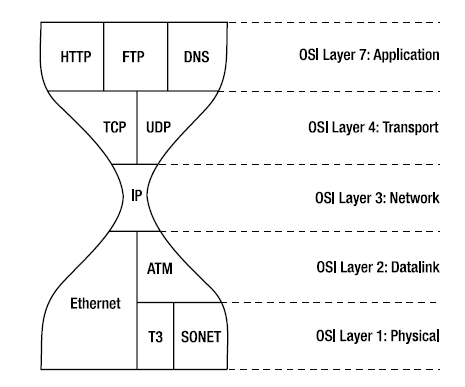 HTTP FTP DNS OSI Layer 7: Application
TCP UDP OSI Layer 4: Transport
IP OSI Layer 3: Network
ATM OSI Layer 2: Datalink
Ethernet
T3 SONET OSI Layer 1: Physical